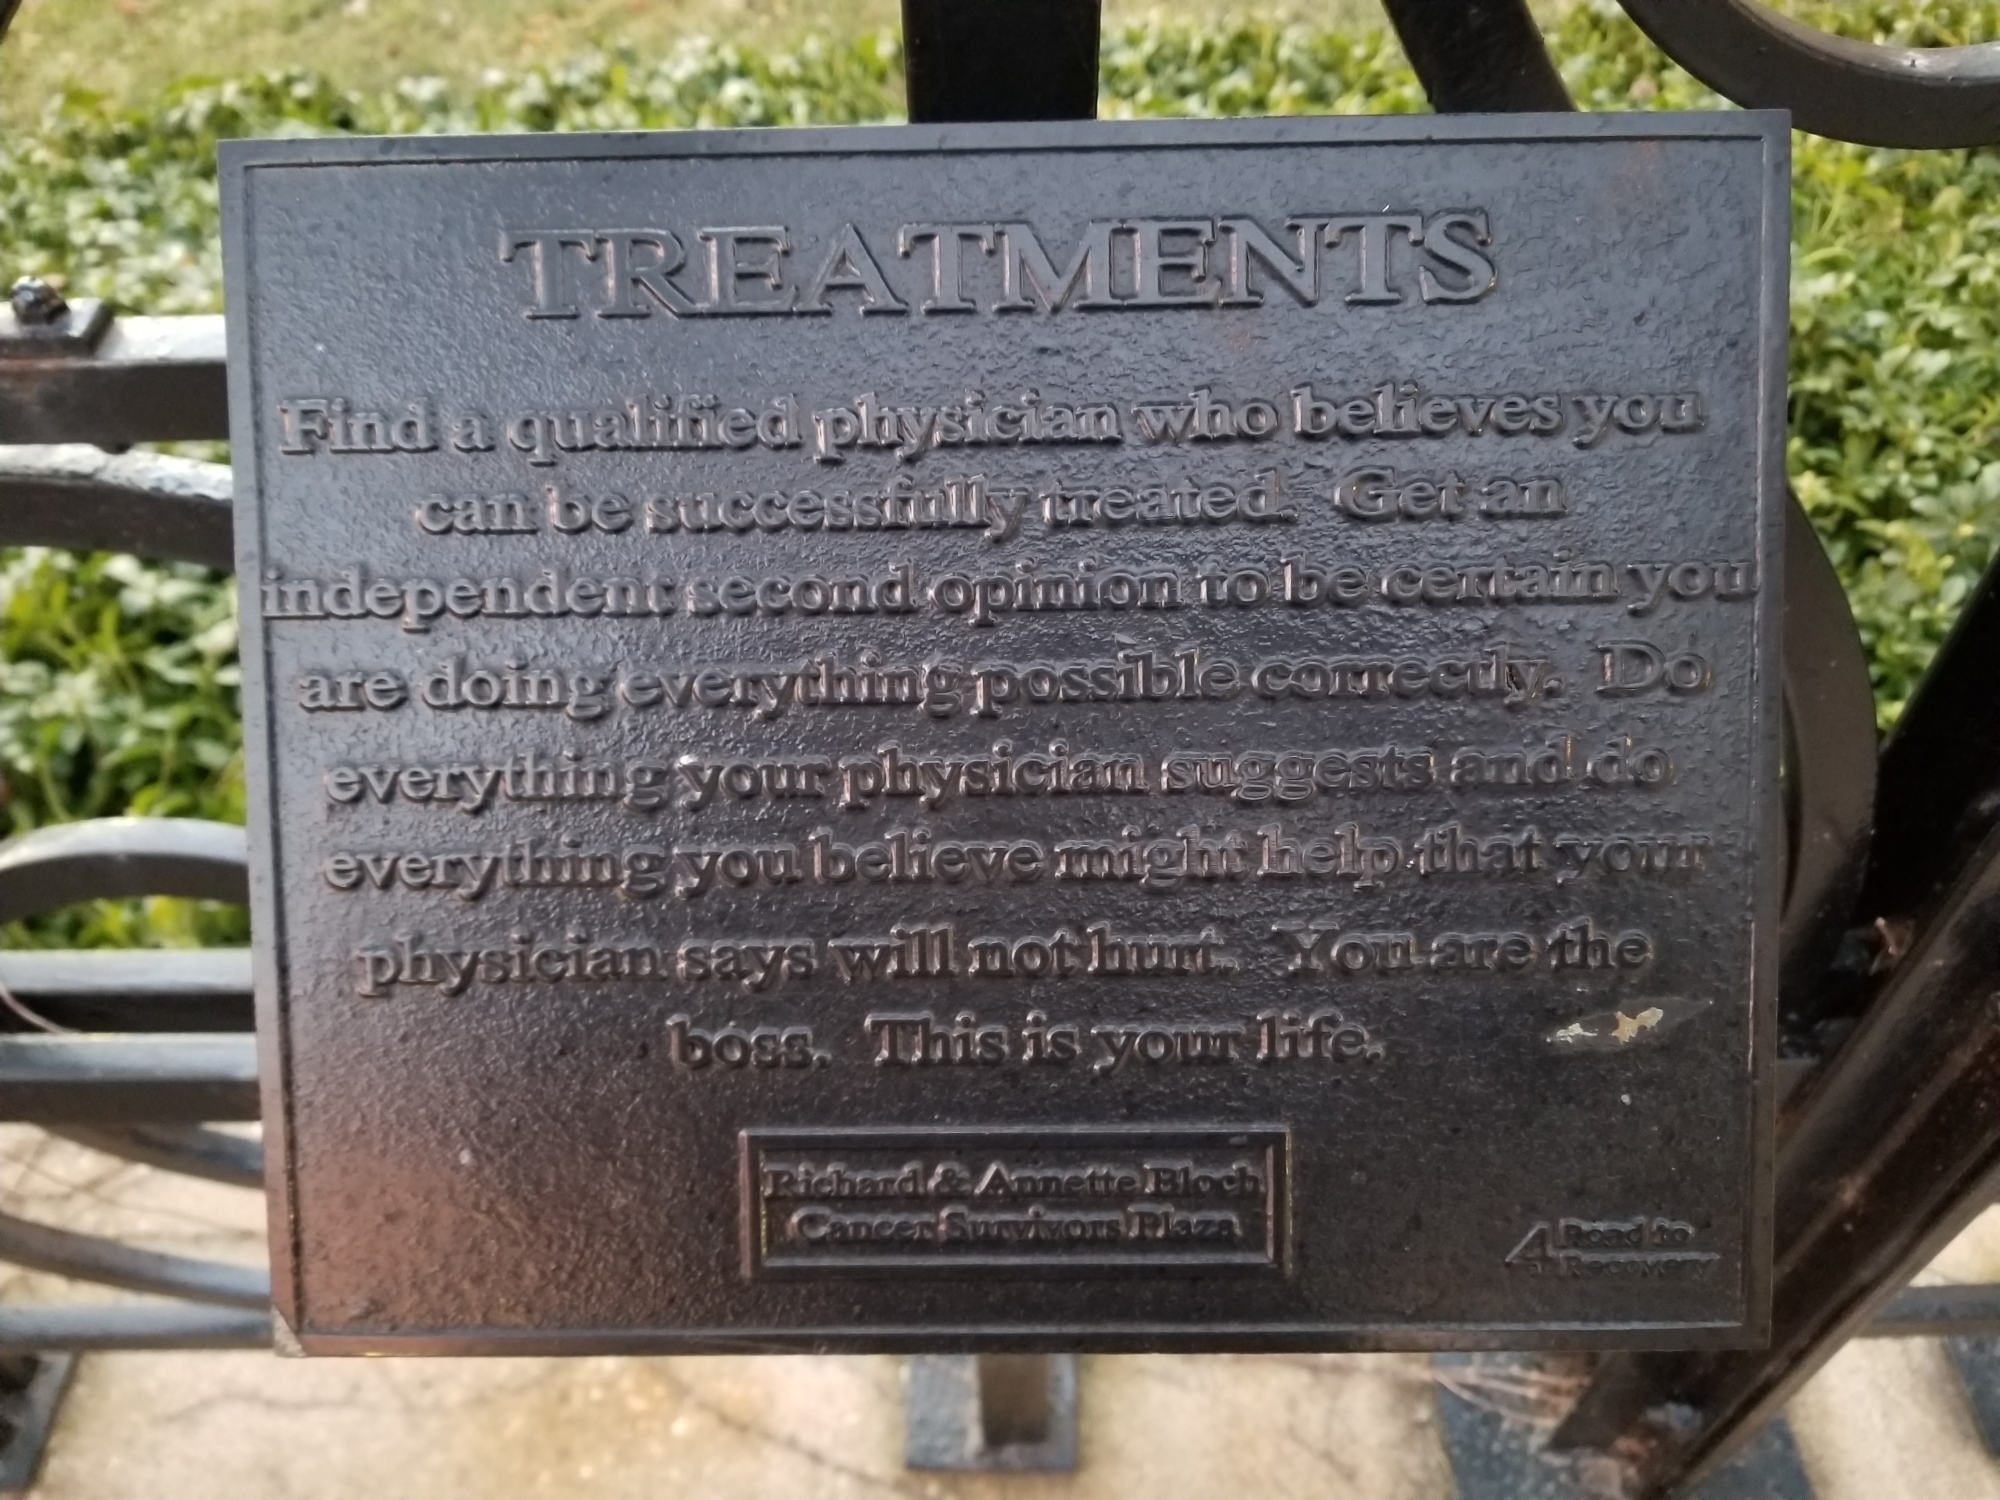 TREATMENTS
Find a qualified physician who believes you
can be successfully treated. Get an
independent second opinion to be certain you
are doing everything possible correctly. Do
everything your physician suggests and do
everything you believe might help that your
physician says will not hurt. You are the
boss. This is your life.
Richard & Annette Bloch
Cancer Survivors Plaza
4 Road to
Recovery